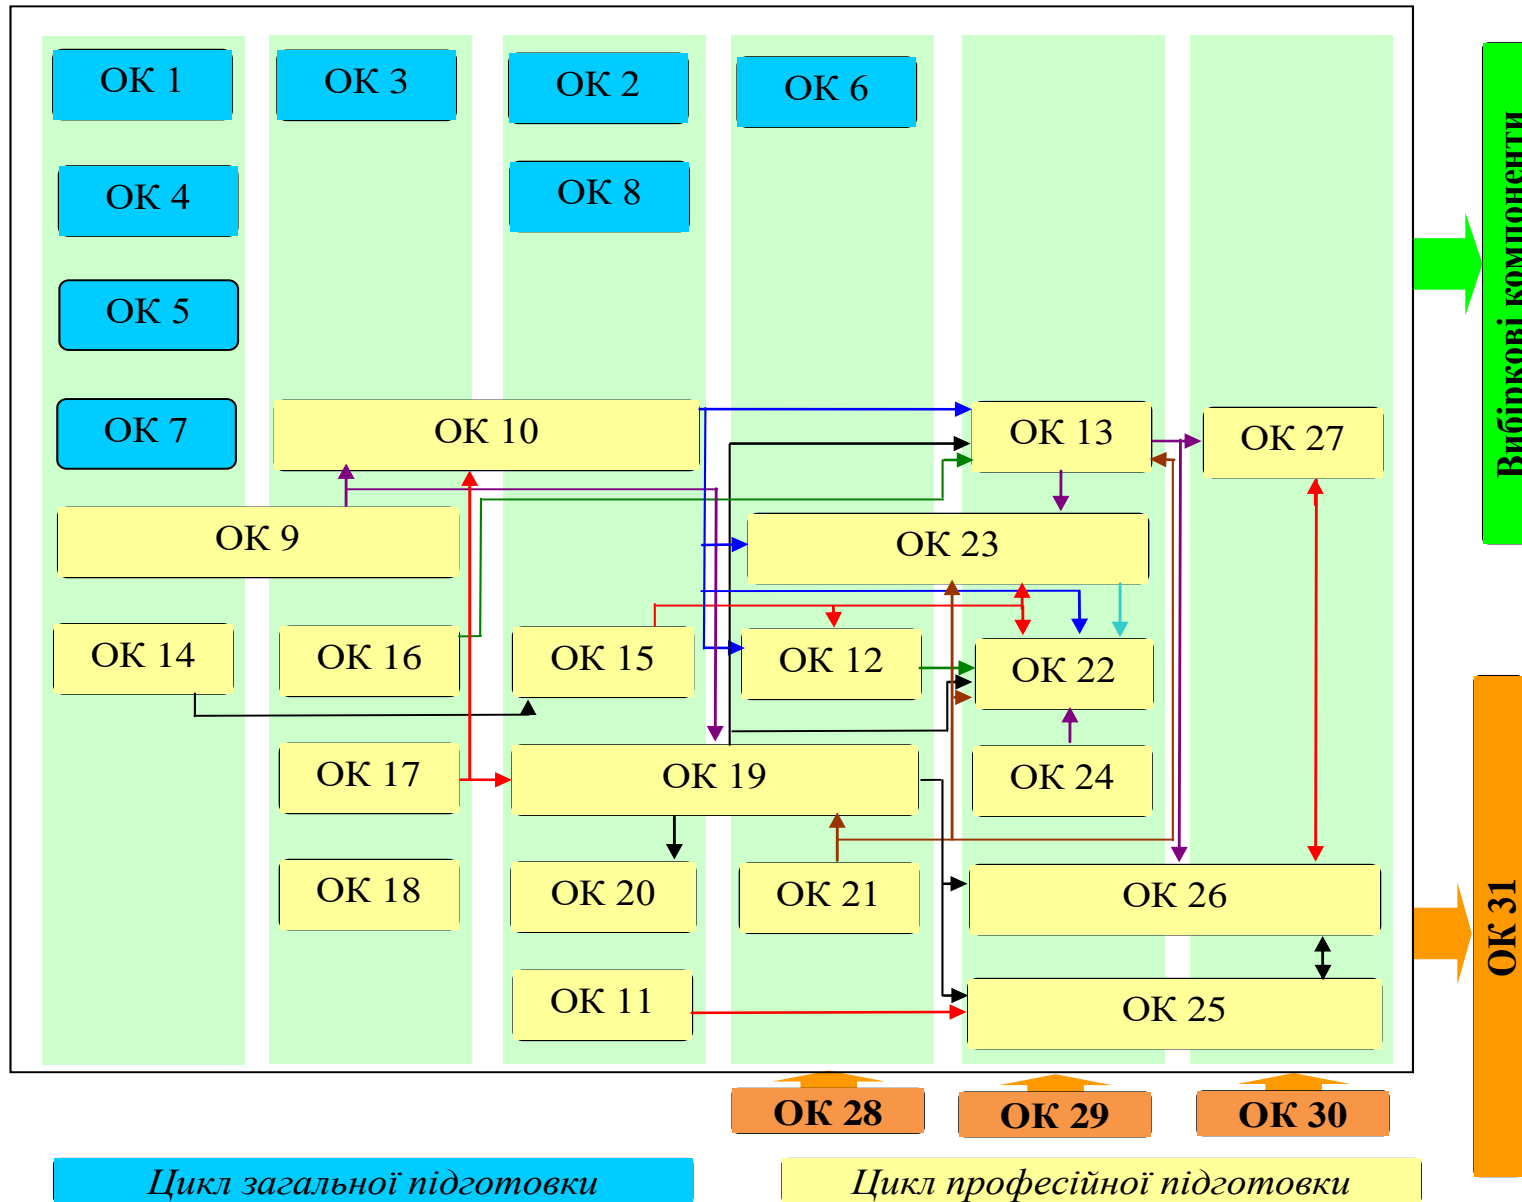 ОК 1
ОК 3
ОК 2
ОК 6
ОК 4
ОК 8
ОК 5
ОК 7
ОК 10
ОК 13
ОК 27
ОК 9
ОК 23
ОК 14
ОК 16
ОК 15
ОК 12
ОК 22
ОК 17
ОК 19
ОК 24
ОК 18
ОК 20
ОК 21
ОК 26
ОК 11
ОК 25
ОК 28
ОК 29
ОК 30
Вибіркові компоненти
ОК 31
Цикл загальної підготовки
Цикл професійної підготовки